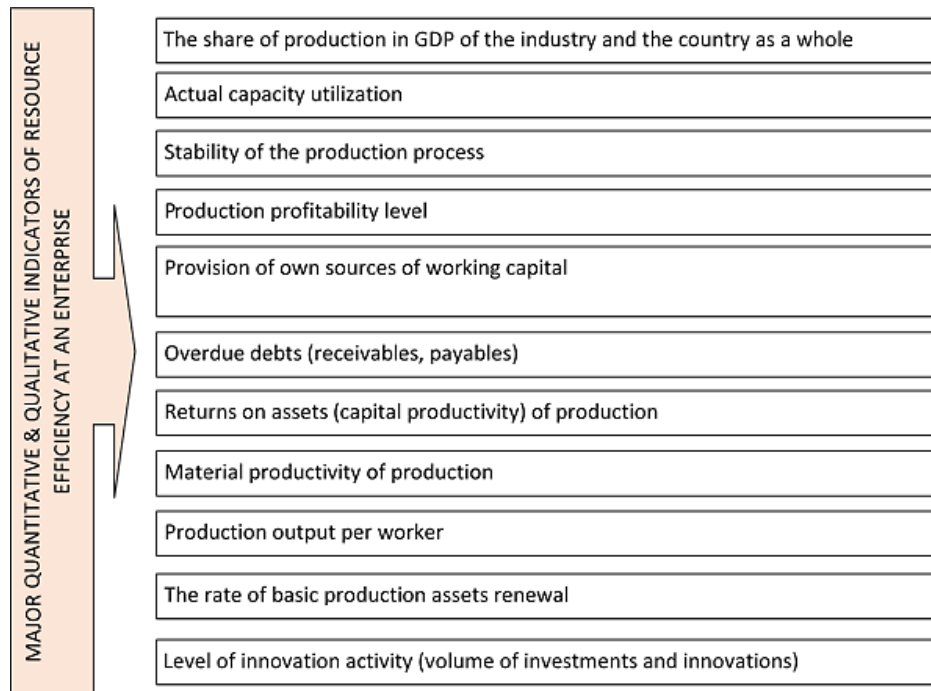 MAJOR QUANTITATIVE & QUALITATIVE INDICATORS OF RESOURCE
EFFICIENCY AT AN ENTERPRISE
The share of production in GDP of the industry and the country as a whole
Actual capacity utilization
Stability of the production process
Production profitability level
Provision of own sources of working capital
Overdue debts (receivables, payables)
Returns on assets (capital productivity) of production
Material productivity of production
Production output per worker
The rate of basic production assets renewal
Level of innovation activity (volume of investments and innovations)